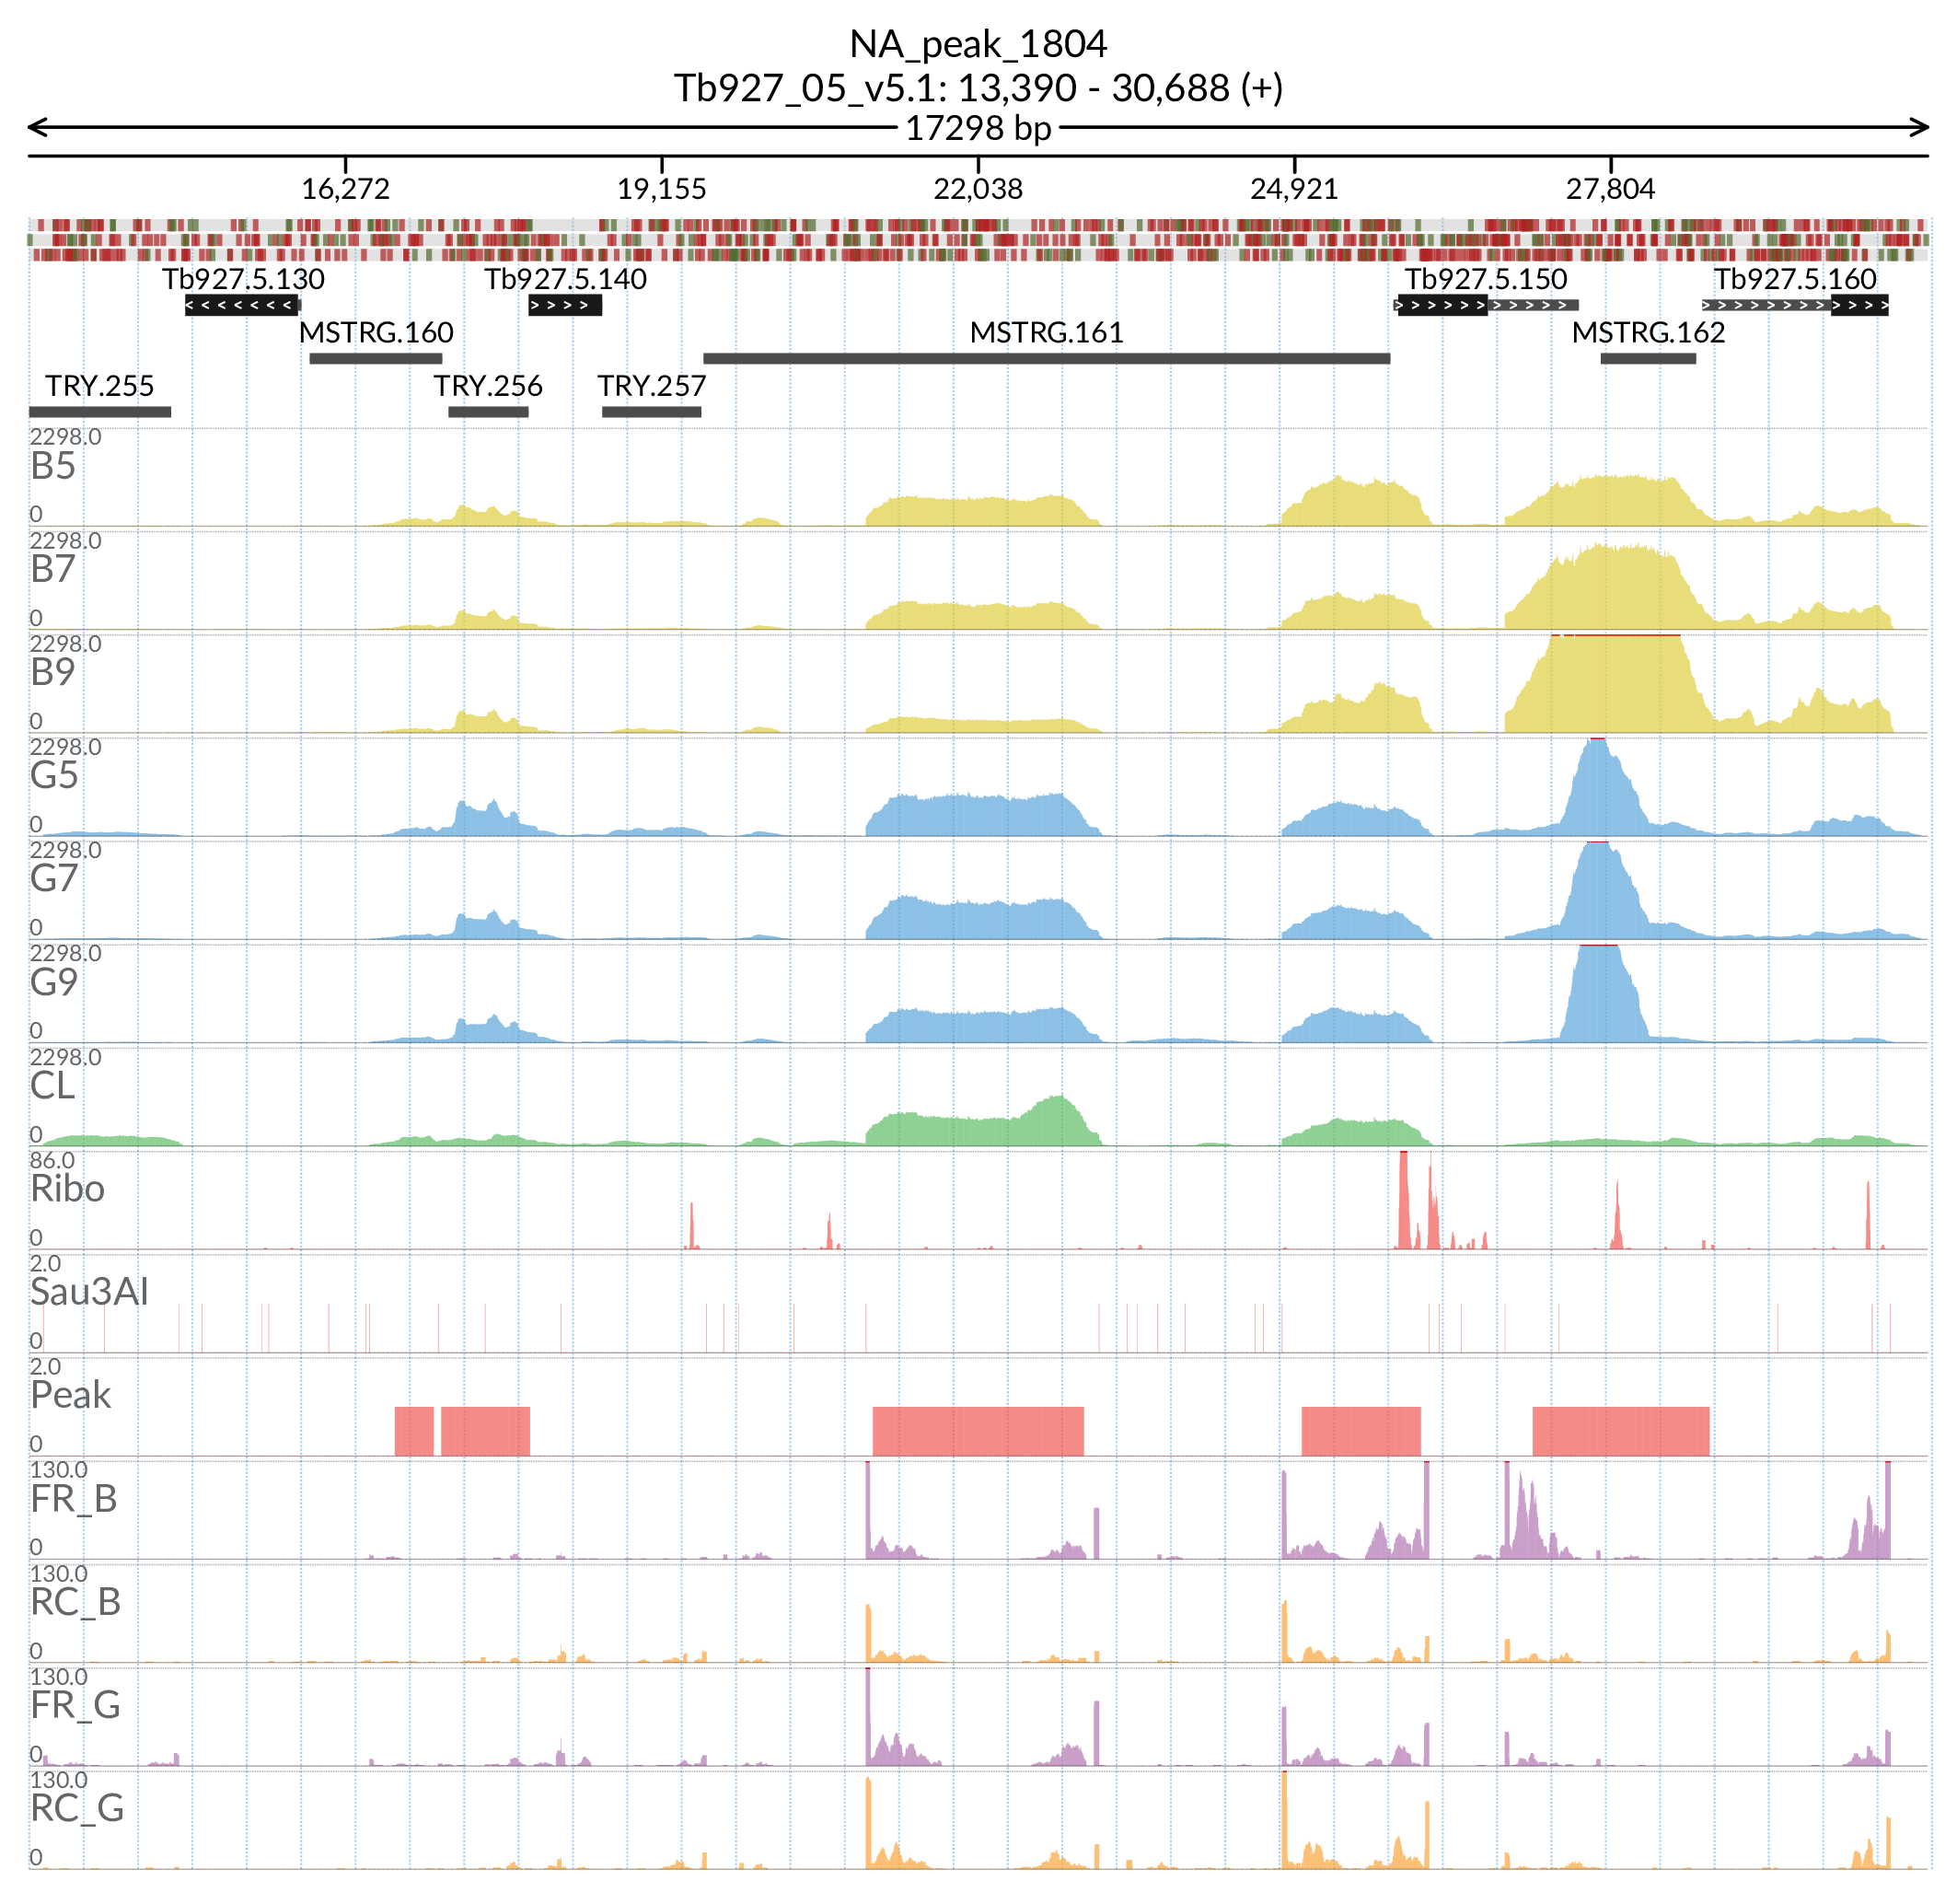 NA_peak_1804
Tb927_05_v5.1: 13,390 - 30,688 (+)
17298 bp
16,272 19,155 22,038 24,921 27,804
Tb927.5.130 Tb927.5.140 Tb927.5.150 Tb927.5.160
MSTRG.160 MSTRG.161 MSTRG.162
TRY.255 TRY.256 TRY.257
2298.0
B5
0
2298.0
B7
0
2298.0
B9
0
2298.0
G5
0
2298.0
G7
0
2298.0
G9
0
2298.0
CL
0
86.0
Ribo
0
2.0
Sau3AI
0
2.0
Peak
0
130.0
FR_B
0
130.0
RC_B
0
130.0
FR_G
0
130.0
RC_G
0